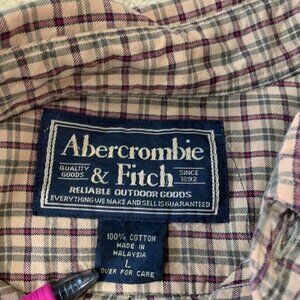 Abercrombie
QUALITY GOODS & Fitch SINCE 1892
RELIABLE OUTDOOR GOODS
EVERYTHING WE MAKE AND SELL IS GUARANTEED
100% COTTON
MADE IN
MALAYSIA
L
OVER FOR CARE